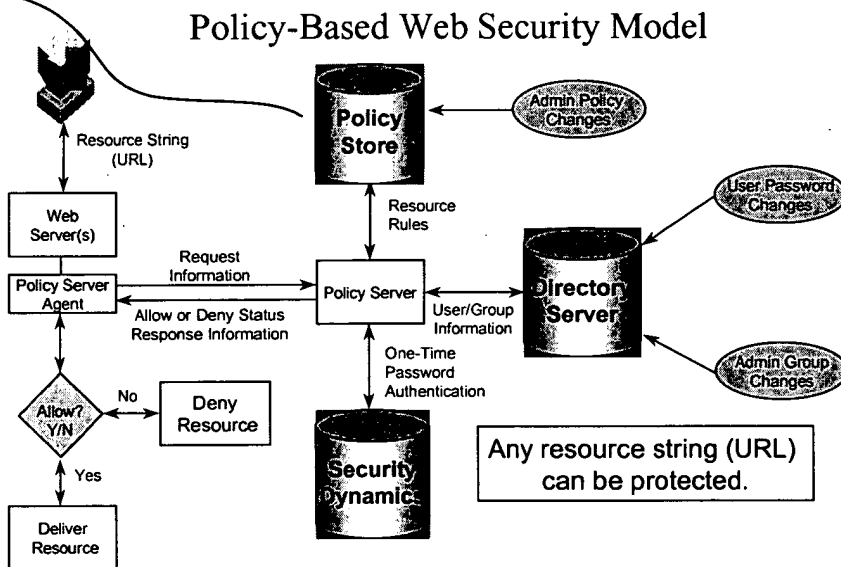 Policy-Based Web Security Model
Resource String
(URL)
Policy
Store
Admin Policy
Changes
User Password
Changes
Web
Server(s)
Resource
Rules
Request
Information
Policy Server
Agent
Policy Server
Directory
Server
Allow or Deny Status
Response Information
User/Group
Information
One-Time
Password
Authentication
Admin Group
Changes
Allow?
Y/N
No
Deny
Resource
Yes
Security
Dynamics
Any resource string (URL)
can be protected.
Deliver
Resource